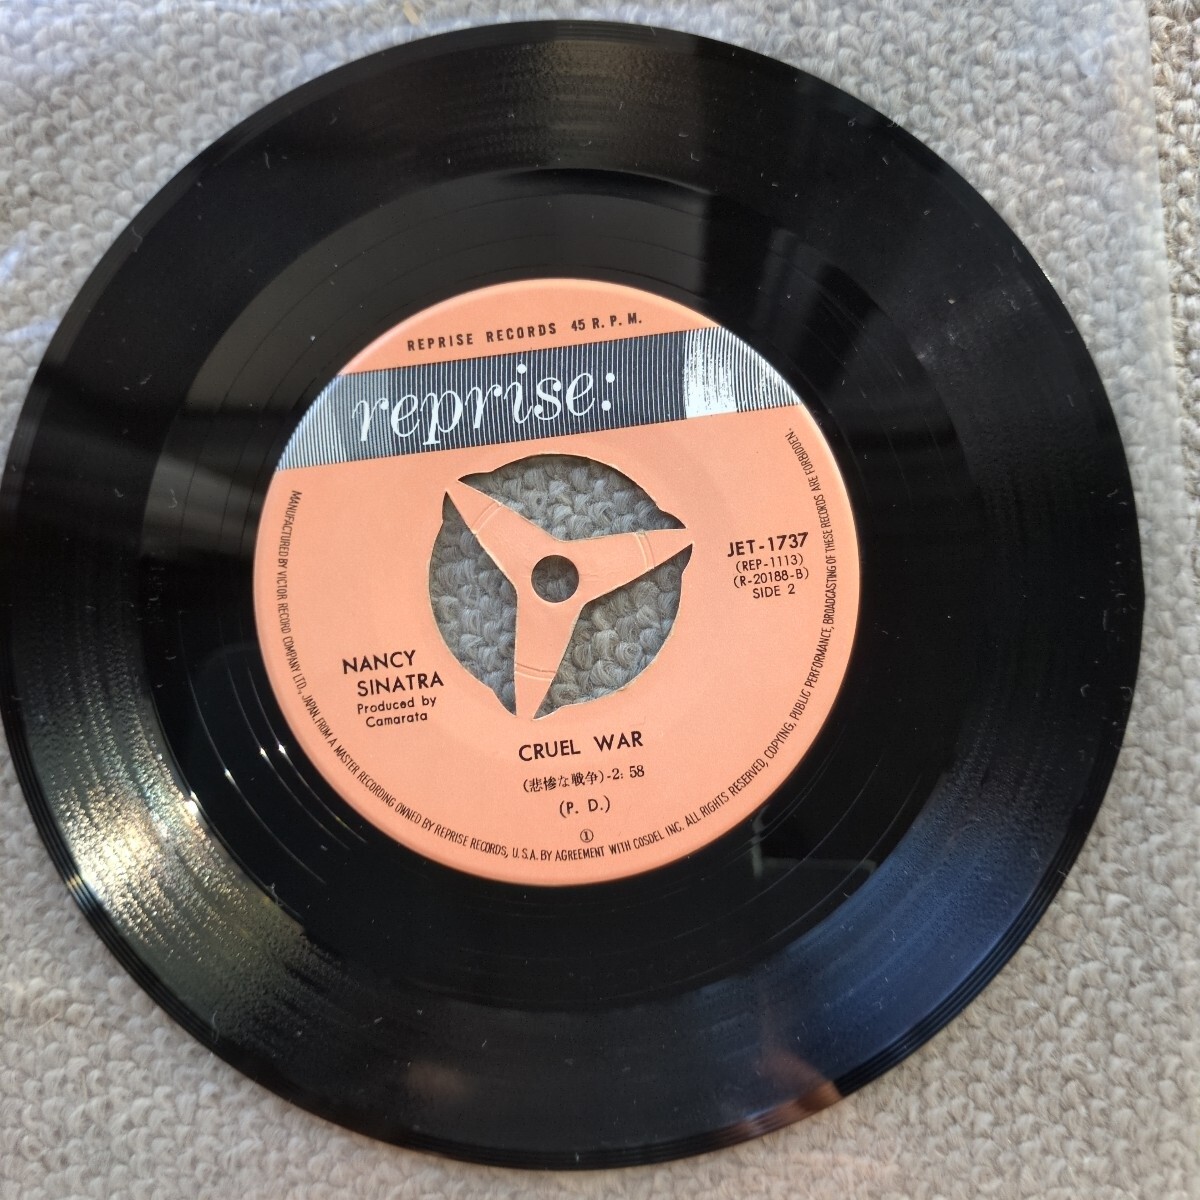 REPRISE RECORDS 45 R.P.M.
reprise:
JET-1737
(REP-1113)
(R-20188-B)
SIDE 2
NANCY
SINATRA
Produced by
Camarata
CRUEL WAR
(悲惨な戦争)-2:58
(P. D.)
①
MANUFACTURED BY VICTOR RECORD COMPANY LTD., JAPAN, FROM A MASTER RECORDING OWNED BY REPRISE RECORDS, U.S.A. BY AGREEMENT WITH COSDEL INC. ALL RIGHTS RESERVED, COPYING, PUBLIC PERFORMANCE, BROADCASTING OF THESE RECORDS ARE FORBIDDEN.